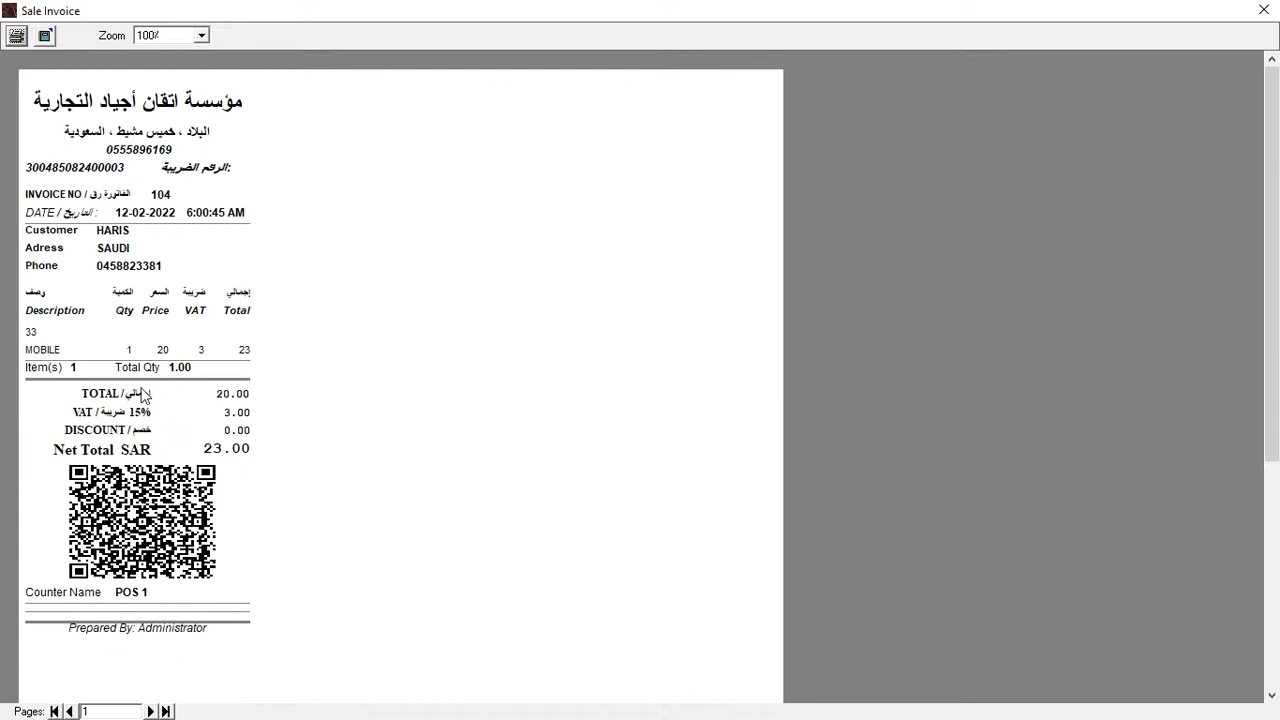 Sale Invoice
Zoom 100%
مؤسسة اتقان أجياد التجارية
البلاد ، خميس مشيط ، السعودية
0555896169
300485082400003 الرقم الضريبة:
INVOICE NO / الفاتورة رق 104
DATE / التاريخ : 12-02-2022 6:00:45 AM
Customer HARIS
Adress SAUDI
Phone 0458823381
وصف الكمية السعر ضريبة إجمالي
Description Qty Price VAT Total
33
MOBILE 1 20 3 23
Item(s) 1 Total Qty 1.00
TOTAL / 20.00
VAT / ضريبة 15% 3.00
DISCOUNT / خصم 0.00
Net Total SAR 23.00
Counter Name POS 1
Prepared By: Administrator
Pages: 1